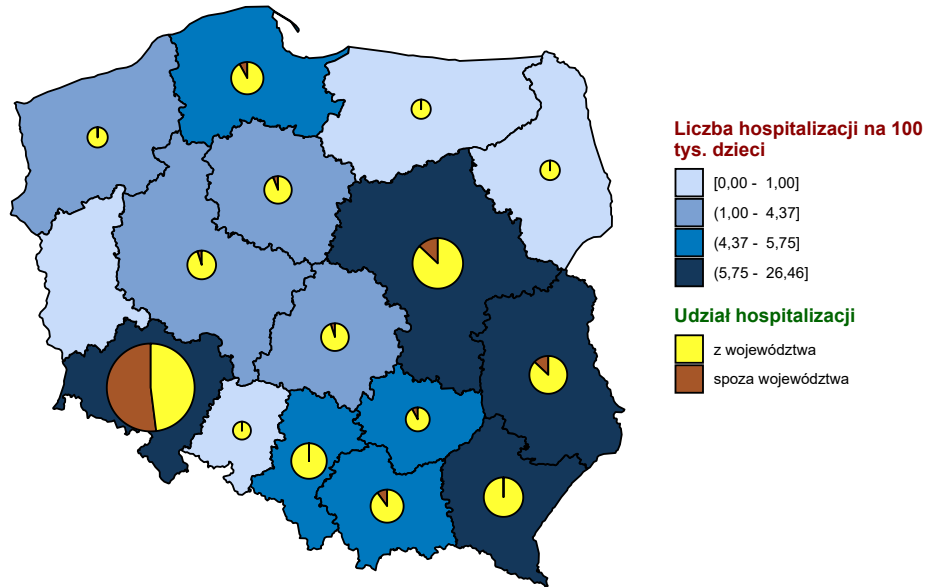 Liczba hospitalizacji na 100
tys. dzieci
[0,00 - 1,00]
(1,00 - 4,37]
(4,37 - 5,75]
(5,75 - 26,46]
Udział hospitalizacji
z województwa
spoza województwa